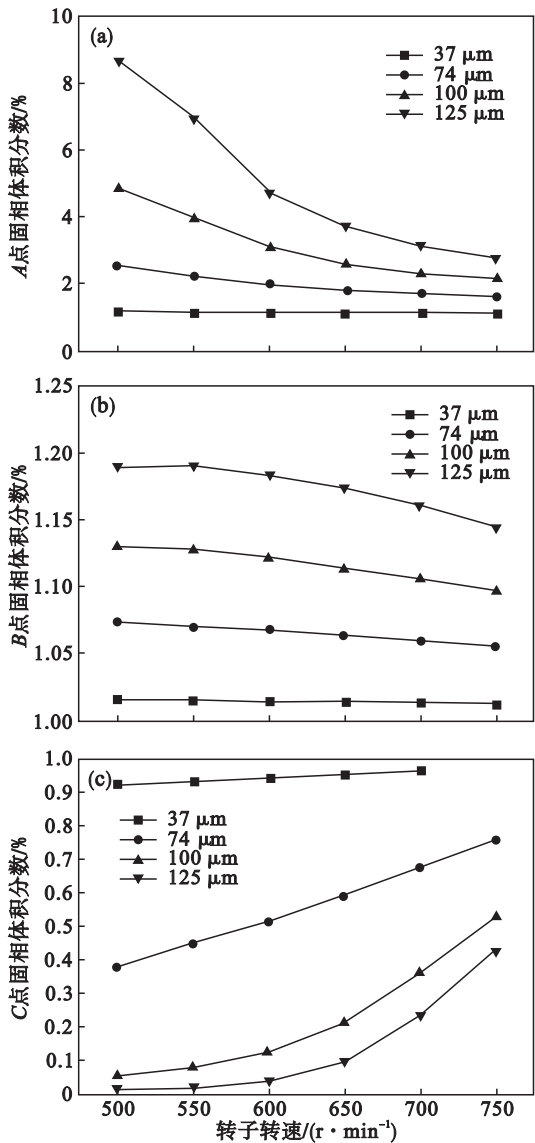 (a)
37 μm
74 μm
100 μm
125 μm
A点固相体积分数/%
10
8
6
4
2
0
(b)
37 μm
74 μm
100 μm
125 μm
B点固相体积分数/%
1.25
1.20
1.15
1.10
1.05
1.00
(c)
37 μm
74 μm
100 μm
125 μm
C点固相体积分数/%
1.0
0.9
0.8
0.7
0.6
0.5
0.4
0.3
0.2
0.1
0
500 550 600 650 700 750
转子转速/(r·min⁻¹)